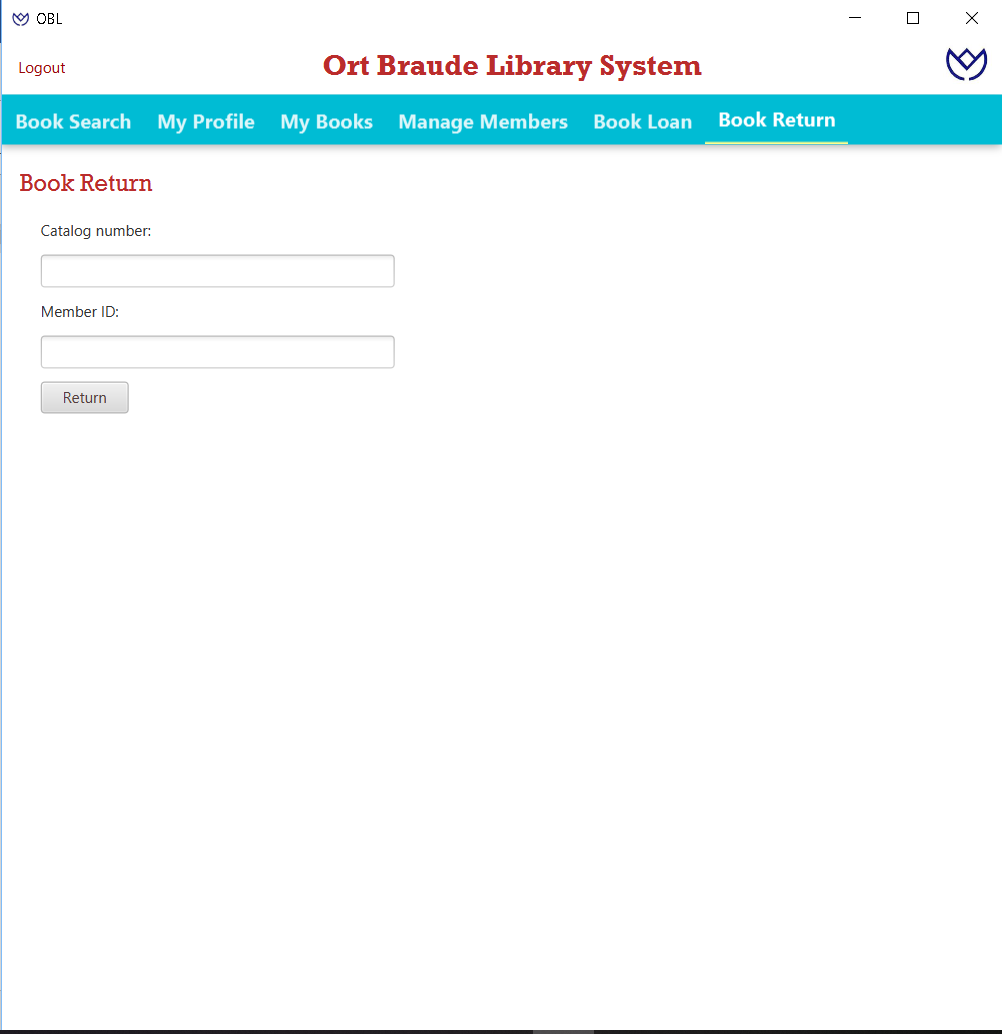 OBL
Logout
Ort Braude Library System
Book Search My Profile My Books Manage Members Book Loan Book Return
Book Return
Catalog number:
Member ID:
Return